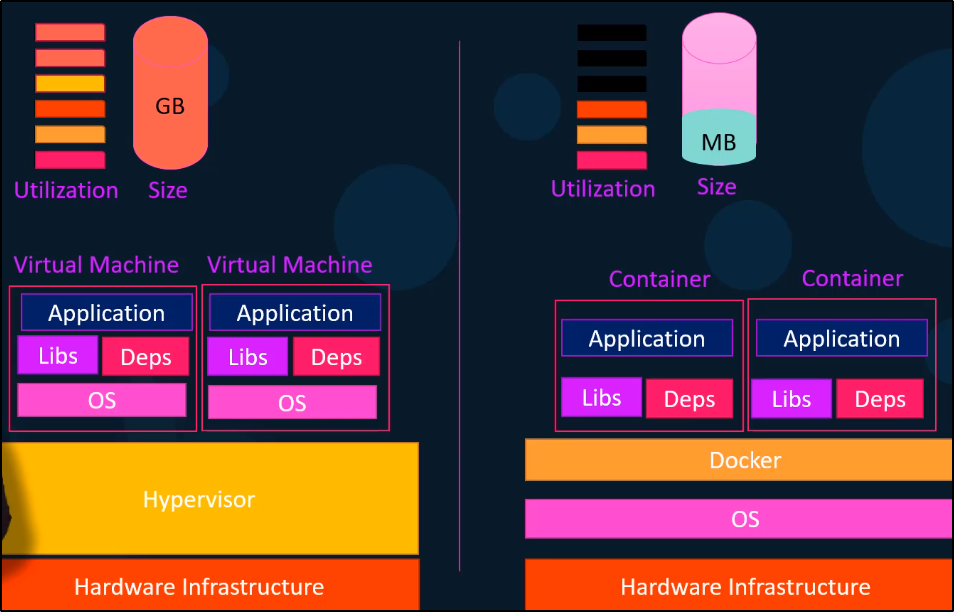 GB
Utilization
Size
Virtual Machine
Virtual Machine
Application
Application
Libs
Deps
Libs
Deps
OS
OS
Hypervisor
Hardware Infrastructure
MB
Utilization
Size
Container
Container
Application
Application
Libs
Deps
Libs
Deps
Docker
OS
Hardware Infrastructure